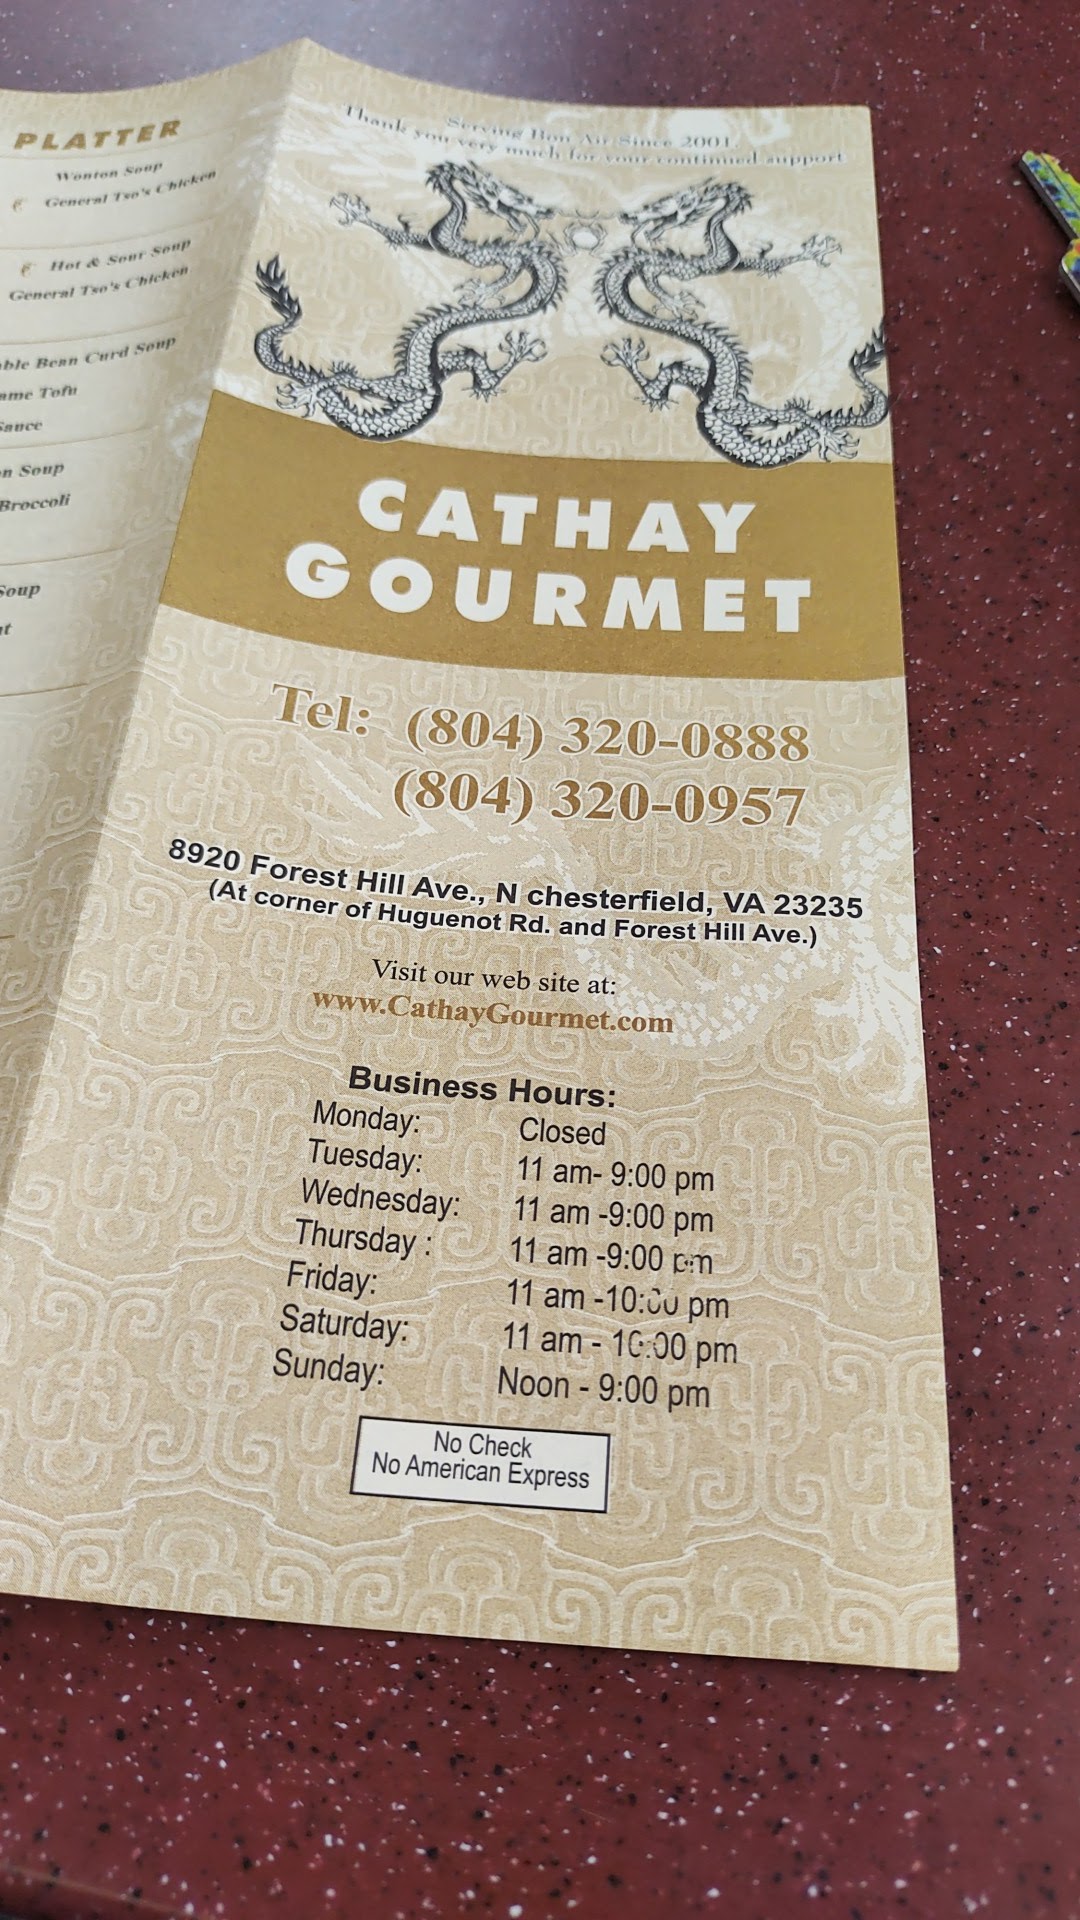 PLATTER
Wonton Soup
General Tso's Chicken
Hot & Sour Soup
General Tso's Chicken
Bean Curd Soup
Tofu
Sauce
Soup
Broccoli
Soup
Serving Bon Air Since 2001.
Thank you very much for your continued support
CATHAY
GOURMET
Tel: (804) 320-0888
(804) 320-0957
8920 Forest Hill Ave., N chesterfield, VA 23235
(At corner of Huguenot Rd. and Forest Hill Ave.)
Visit our web site at:
www.CathayGourmet.com
Business Hours:
Monday: Closed
Tuesday: 11 am- 9:00 pm
Wednesday: 11 am -9:00 pm
Thursday : 11 am -9:00 pm
Friday: 11 am -10:00 pm
Saturday: 11 am - 10:00 pm
Sunday: Noon - 9:00 pm
No Check
No American Express